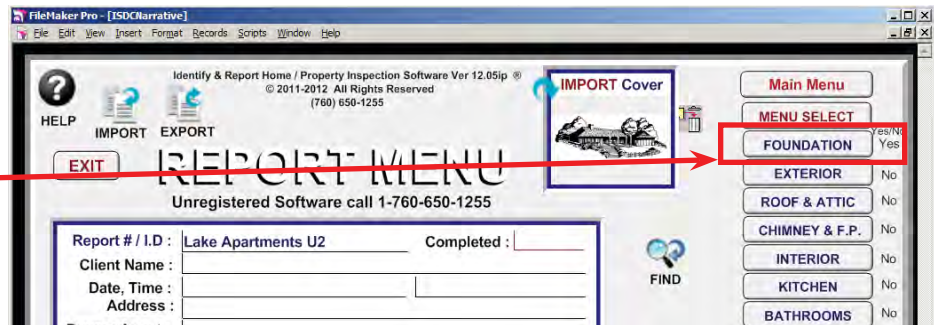 FileMaker Pro - [ISDCNarrative]
File Edit View Insert Format Records Scripts Window Help
Identify & Report Home / Property Inspection Software Ver 12.05ip ®
© 2011-2012 All Rights Reserved
(760) 650-1255
HELP
IMPORT
EXPORT
EXIT
REPORT MENU
Unregistered Software call 1-760-650-1255
IMPORT Cover
Main Menu
MENU SELECT
Yes/No
FOUNDATION Yes
EXTERIOR No
ROOF & ATTIC No
CHIMNEY & F.P. No
INTERIOR No
KITCHEN No
BATHROOMS No
Report # / I.D : Lake Apartments U2 Completed :
Client Name :
Date, Time :
Address :
FIND